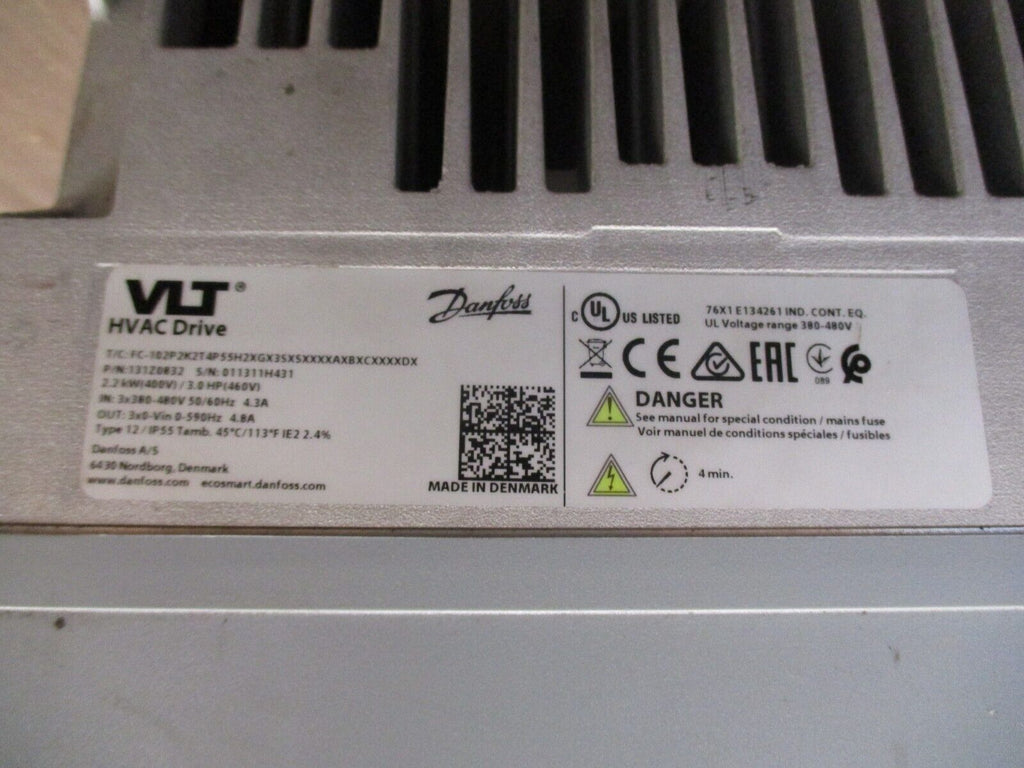 VLT®
HVAC Drive
Danfoss
T/C: FC-102P2K2T4P55H2XGX3SXSXXXXAXBXCXXXXDX
P/N:131Z0832 S/N: 011311H431
2.2 kW(400V) / 3.0 HP(460V)
IN: 3x380-480V 50/60Hz 4.3A
OUT: 3x0-Vin 0-590Hz 4.8A
Type 12 / IP55 Tamb. 45°C/113°F IE2 2.4%
Danfoss A/S
6430 Nordborg, Denmark
www.danfoss.com ecosmart.danfoss.com
MADE IN DENMARK
C UL US LISTED
76X1 E134261 IND. CONT. EQ.
UL Voltage range 380-480V
CE EAC
089
DANGER
See manual for special condition / mains fuse
Voir manuel de conditions spéciales / fusibles
4 min.